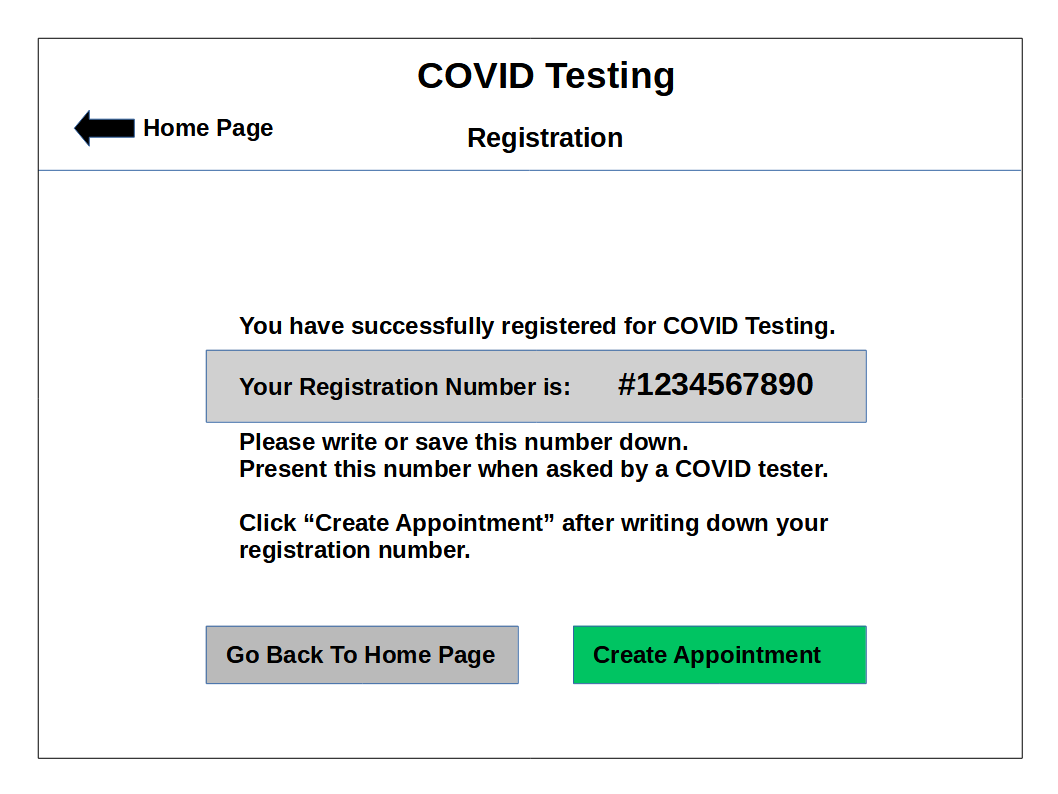 COVID Testing
Home Page
Registration
You have successfully registered for COVID Testing.
Your Registration Number is: #1234567890
Please write or save this number down.
Present this number when asked by a COVID tester.
Click “Create Appointment” after writing down your
registration number.
Go Back To Home Page
Create Appointment